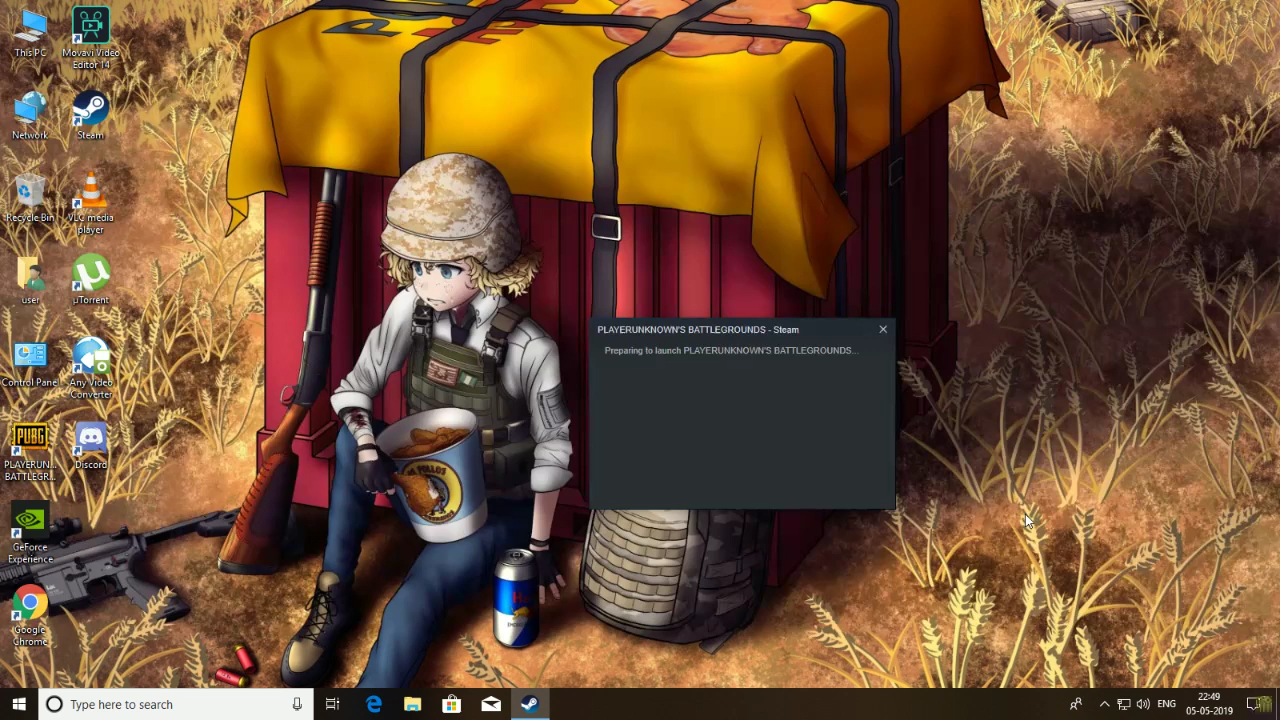 This PC
Movavi Video
Editor 14
Network
Steam
Recycle Bin
VLC media
player
user
µTorrent
Control Panel
Any Video
Converter
PUBG
PLAYERUN...
BATTLEGR...
Discord
GeForce
Experience
Google
Chrome
PLAYERUNKNOWN'S BATTLEGROUNDS - Steam
Preparing to launch PLAYERUNKNOWN'S BATTLEGROUNDS...
Type here to search
ENG
22:49
05-05-2019